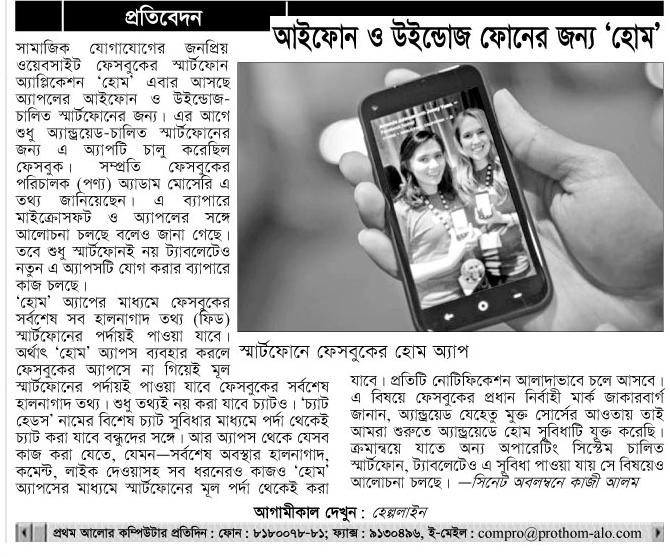 প্রতিবেদন
আইফোন ও উইন্ডোজ ফোনের জন্য ‘হোম’
সামাজিক যোগাযোগের জনপ্রিয়
ওয়েবসাইট ফেসবুকের স্মার্টফোন
অ্যাপ্লিকেশন ‘হোম’ এবার আসছে
অ্যাপলের আইফোন ও উইন্ডোজ-
চালিত স্মার্টফোনের জন্য। এর আগে
শুধু অ্যান্ড্রয়েড-চালিত স্মার্টফোনের
জন্য এ অ্যাপটি চালু করেছিল
ফেসবুক। সম্প্রতি ফেসবুকের
পরিচালক (পণ্য) অ্যাডাম মোসেরি এ
তথ্য জানিয়েছেন। এ ব্যাপারে
মাইক্রোসফট ও অ্যাপলের সঙ্গে
আলোচনা চলছে বলেও জানা গেছে।
তবে শুধু স্মার্টফোনই নয় ট্যাবলেটেও
নতুন এ অ্যাপসটি যোগ করার ব্যাপারে
কাজ চলছে।
‘হোম’ অ্যাপের মাধ্যমে ফেসবুকের
সর্বশেষ সব হালনাগাদ তথ্য (ফিড)
স্মার্টফোনের পর্দায়ই পাওয়া যাবে।
অর্থাৎ ‘হোম’ অ্যাপস ব্যবহার করলে
ফেসবুকের অ্যাপসে না গিয়েই মূল
স্মার্টফোনের পর্দায়ই পাওয়া যাবে ফেসবুকের সর্বশেষ
হালনাগাদ তথ্য। শুধু তথ্যই নয় করা যাবে চ্যাটও। ‘চ্যাট
হেডস’ নামের বিশেষ চ্যাট সুবিধার মাধ্যমে পর্দা থেকেই
চ্যাট করা যাবে বন্ধুদের সঙ্গে। আর অ্যাপস থেকে যেসব
কাজ করা যেতে, যেমন—সর্বশেষ অবস্থার হালনাগাদ,
কমেন্ট, লাইক দেওয়াসহ সব ধরনেরও কাজও ‘হোম’
অ্যাপসের মাধ্যমে স্মার্টফোনের মূল পর্দা থেকেই করা
স্মার্টফোনে ফেসবুকের হোম অ্যাপ
যাবে। প্রতিটি নোটিফিকেশন আলাদাভাবে চলে আসবে।
এ বিষয়ে ফেসবুকের প্রধান নির্বাহী মার্ক জাকারবার্গ
জানান, অ্যান্ড্রয়েড যেহেতু মুক্ত সোর্সের আওতায় তাই
আমরা শুরুতে অ্যান্ড্রয়েডে হোম সুবিধাটি যুক্ত করেছি।
ক্রমান্বয়ে যাতে অন্য অপারেটিং সিস্টেম চালিত
স্মার্টফোন, ট্যাবলেটেও এ সুবিধা পাওয়া যায় সে বিষয়েও
আলোচনা চলছে। —সিনেট অবলম্বনে কাজী আলম
আগামীকাল দেখুন : হেল্পলাইন
প্রথম আলোর কম্পিউটার প্রতিদিন : ফোন : ৮১৮০০৭৮-৮১; ফ্যাক্স : ৯১৩০৪৯৬, ই-মেইল : compro@prothom-alo.com